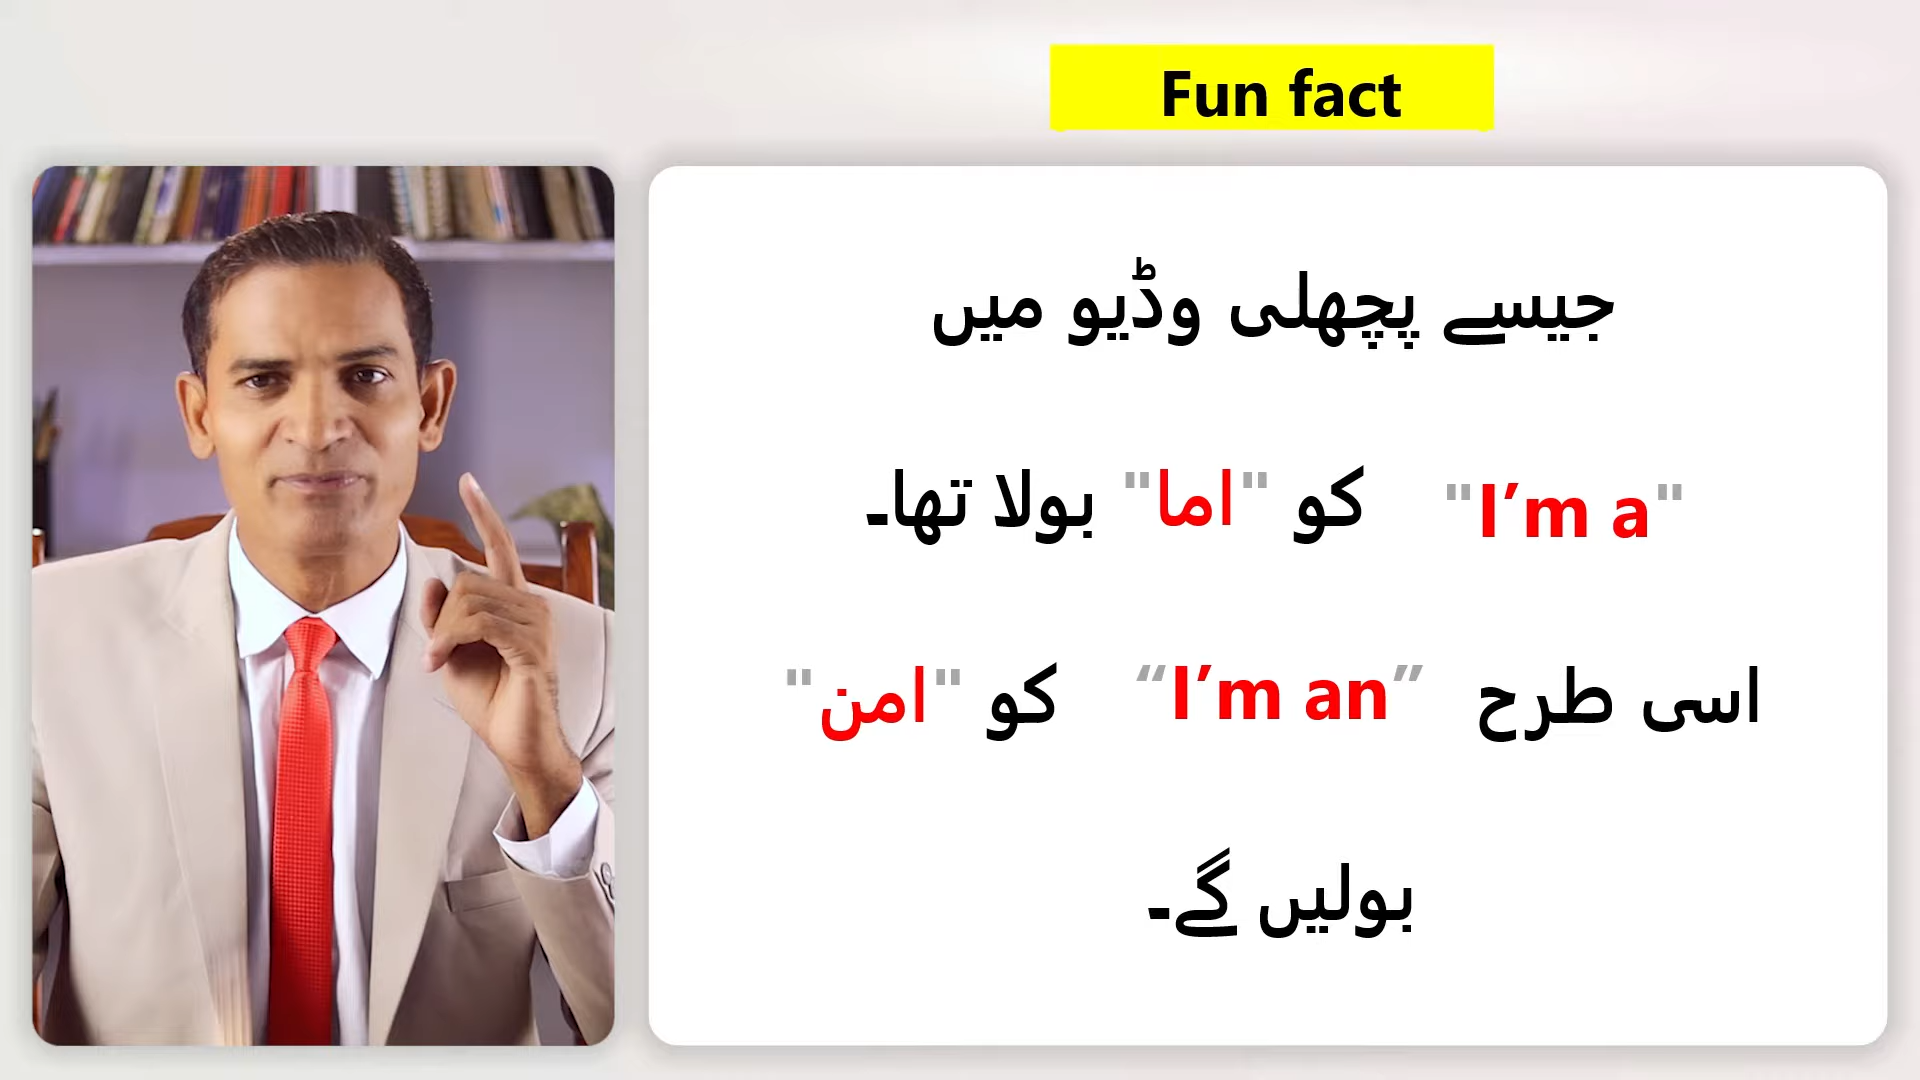 Fun fact
جیسے پچھلی وڈیو میں
"I’m a" کو "اما" بولا تھا۔
اسی طرح “I’m an” کو "امن"
بولیں گے۔